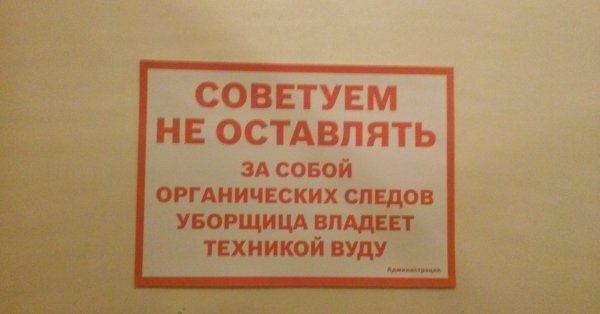 СОВЕТУЕМ
НЕ ОСТАВЛЯТЬ
ЗА СОБОЙ
ОРГАНИЧЕСКИХ СЛЕДОВ
УБОРЩИЦА ВЛАДЕЕТ
ТЕХНИКОЙ ВУДУ
Администрация